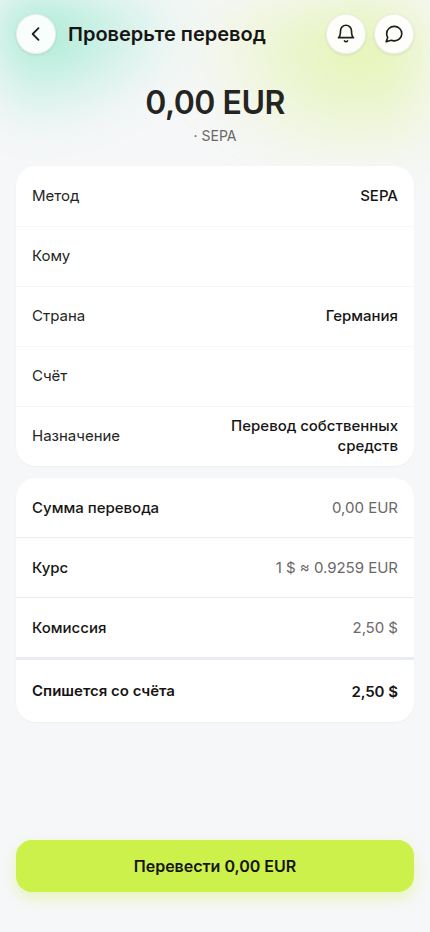 Проверьте перевод
0,00 EUR
· SEPA
Метод SEPA
Кому
Страна Германия
Счёт
Назначение Перевод собственных
средств
Сумма перевода 0,00 EUR
Курс 1 $ ≈ 0.9259 EUR
Комиссия 2,50 $
Спишется со счёта 2,50 $
Перевести 0,00 EUR